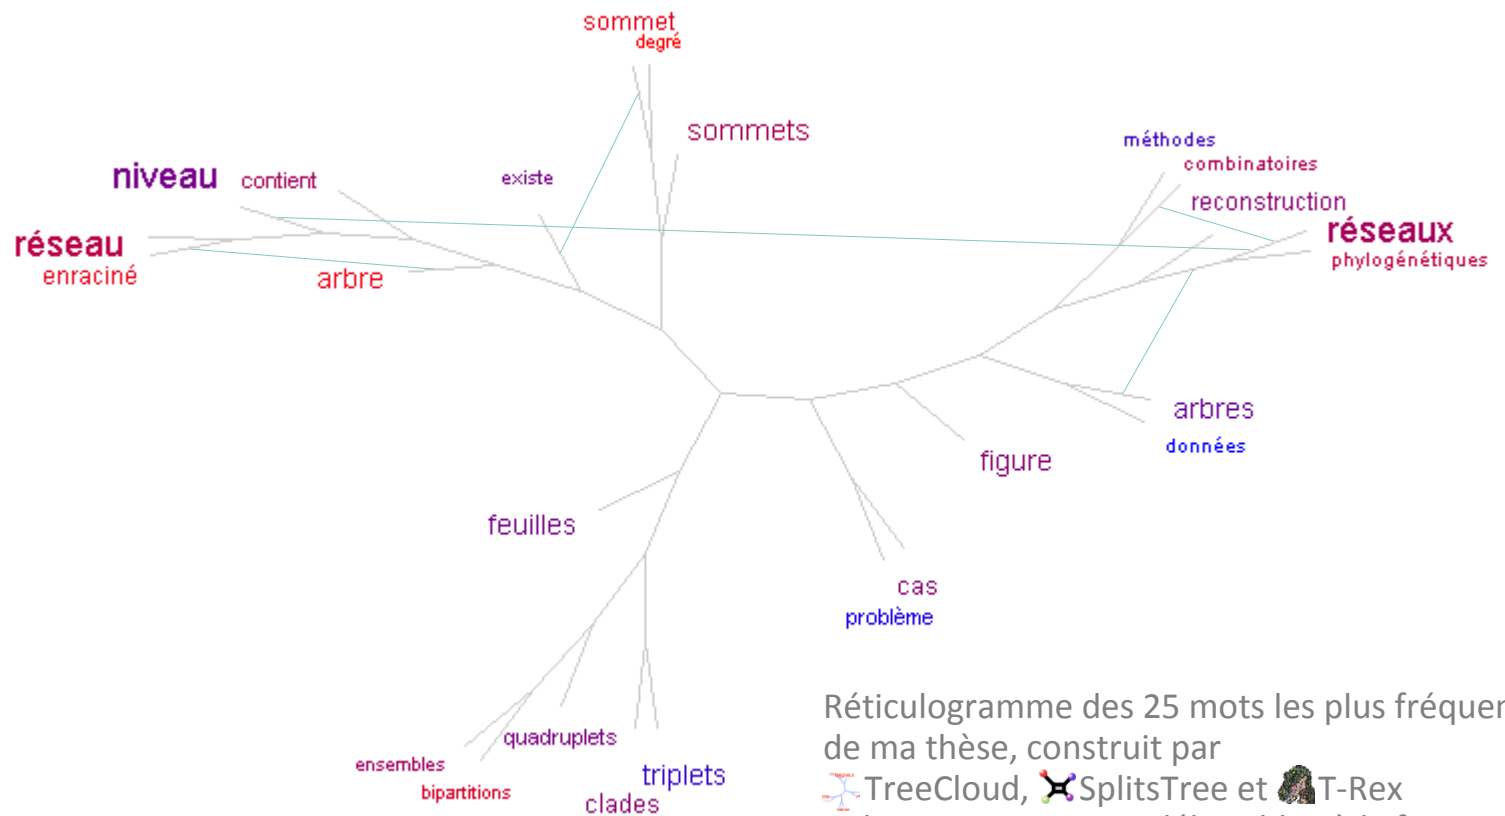 sommet
degré
sommets
méthodes
combinatoires
niveau contient
existe
reconstruction
réseau
enraciné
arbre
réseaux
phylogénétiques
arbres
données
figure
feuilles
cas
problème
quadruplets
ensembles
bipartitions
triplets
clades
Réticulogramme des 25 mots les plus fréquen
de ma thèse, construit par
TreeCloud, SplitsTree et T-Rex